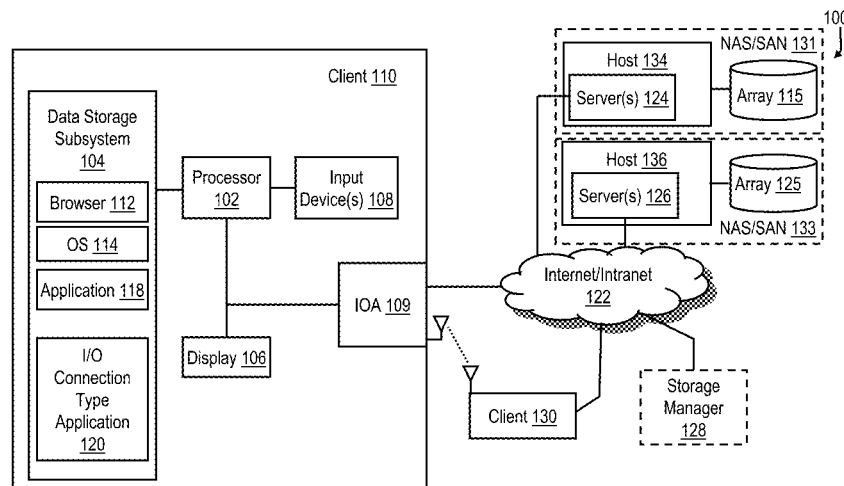 100
NAS/SAN 131
Host 134
Server(s) 124
Array 115
Host 136
Server(s) 126
Array 125
NAS/SAN 133
Client 110
Data Storage
Subsystem
104
Browser 112
OS 114
Application 118
I/O
Connection
Type
Application
120
Processor
102
Input
Device(s) 108
IOA 109
Display 106
Internet/Intranet
122
Client 130
Storage
Manager
128